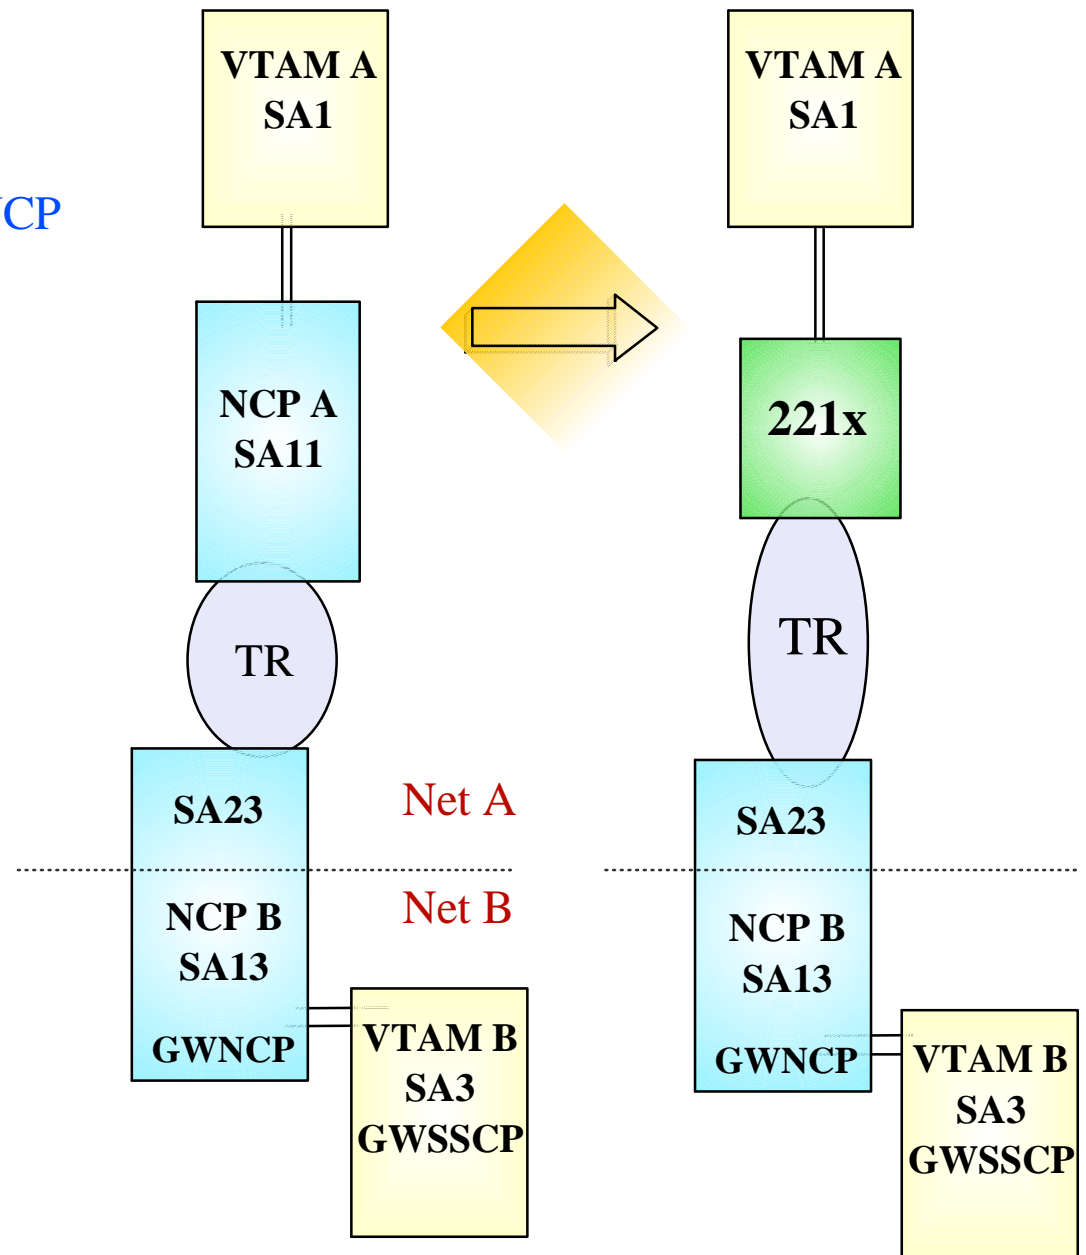 VTAM A
SA1
NCP A
SA11
TR
SA23
Net A
Net B
NCP B
SA13
GWNCP
VTAM B
SA3
GWSSCP
VTAM A
SA1
221x
TR
SA23
NCP B
SA13
GWNCP
VTAM B
SA3
GWSSCP